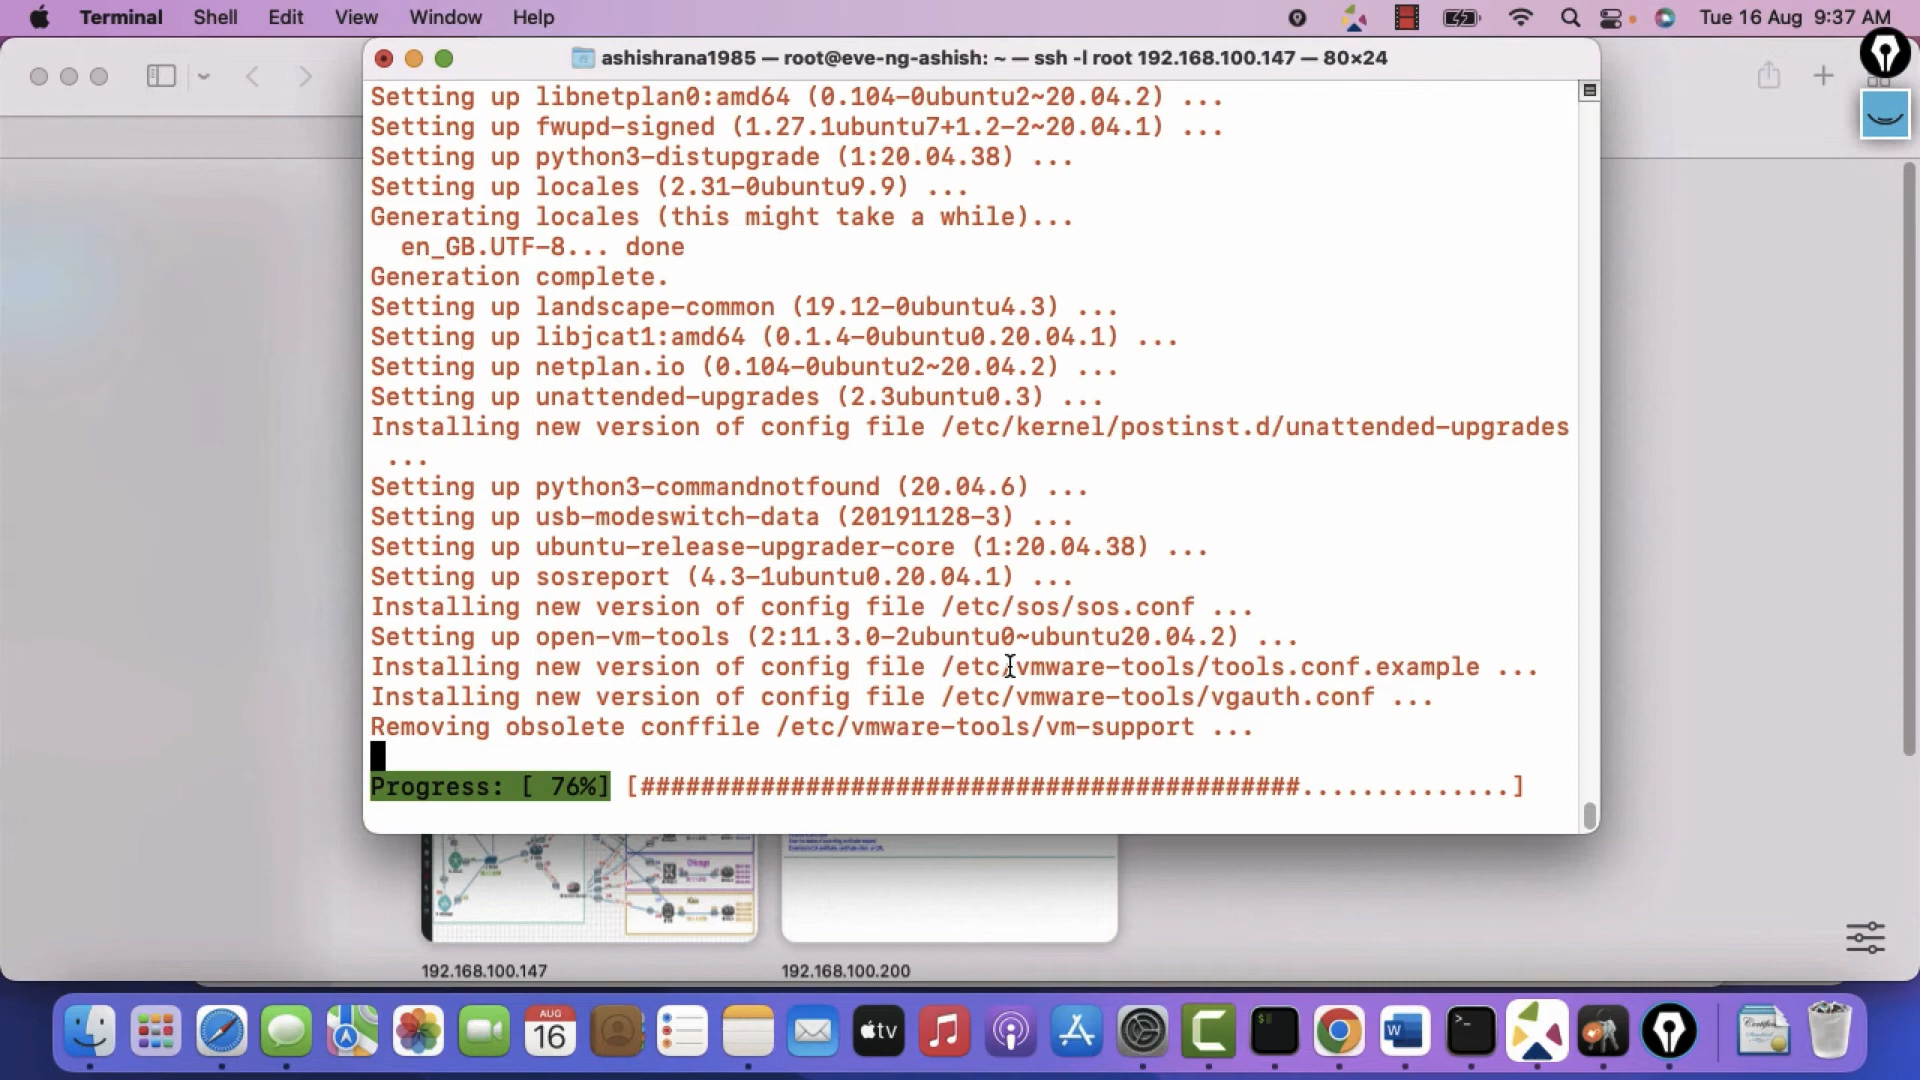 Terminal Shell Edit View Window Help Tue 16 Aug 9:37 AM
ashishrana1985 — root@eve-ng-ashish: ~ — ssh -l root 192.168.100.147 — 80×24
Setting up libnetplan0:amd64 (0.104-0ubuntu2~20.04.2) ...
Setting up fwupd-signed (1.27.1ubuntu7+1.2-2~20.04.1) ...
Setting up python3-distupgrade (1:20.04.38) ...
Setting up locales (2.31-0ubuntu9.9) ...
Generating locales (this might take a while)...
en_GB.UTF-8... done
Generation complete.
Setting up landscape-common (19.12-0ubuntu4.3) ...
Setting up libjcat1:amd64 (0.1.4-0ubuntu0.20.04.1) ...
Setting up netplan.io (0.104-0ubuntu2~20.04.2) ...
Setting up unattended-upgrades (2.3ubuntu0.3) ...
Installing new version of config file /etc/kernel/postinst.d/unattended-upgrades
...
Setting up python3-commandnotfound (20.04.6) ...
Setting up usb-modeswitch-data (20191128-3) ...
Setting up ubuntu-release-upgrader-core (1:20.04.38) ...
Setting up sosreport (4.3-1ubuntu0.20.04.1) ...
Installing new version of config file /etc/sos/sos.conf ...
Setting up open-vm-tools (2:11.3.0-2ubuntu0~ubuntu20.04.2) ...
Installing new version of config file /etc/vmware-tools/tools.conf.example ...
Installing new version of config file /etc/vmware-tools/vgauth.conf ...
Removing obsolete conffile /etc/vmware-tools/vm-support ...
Progress: [ 76%] [############################################..............]
192.168.100.147 192.168.100.200
AUG
16
tv